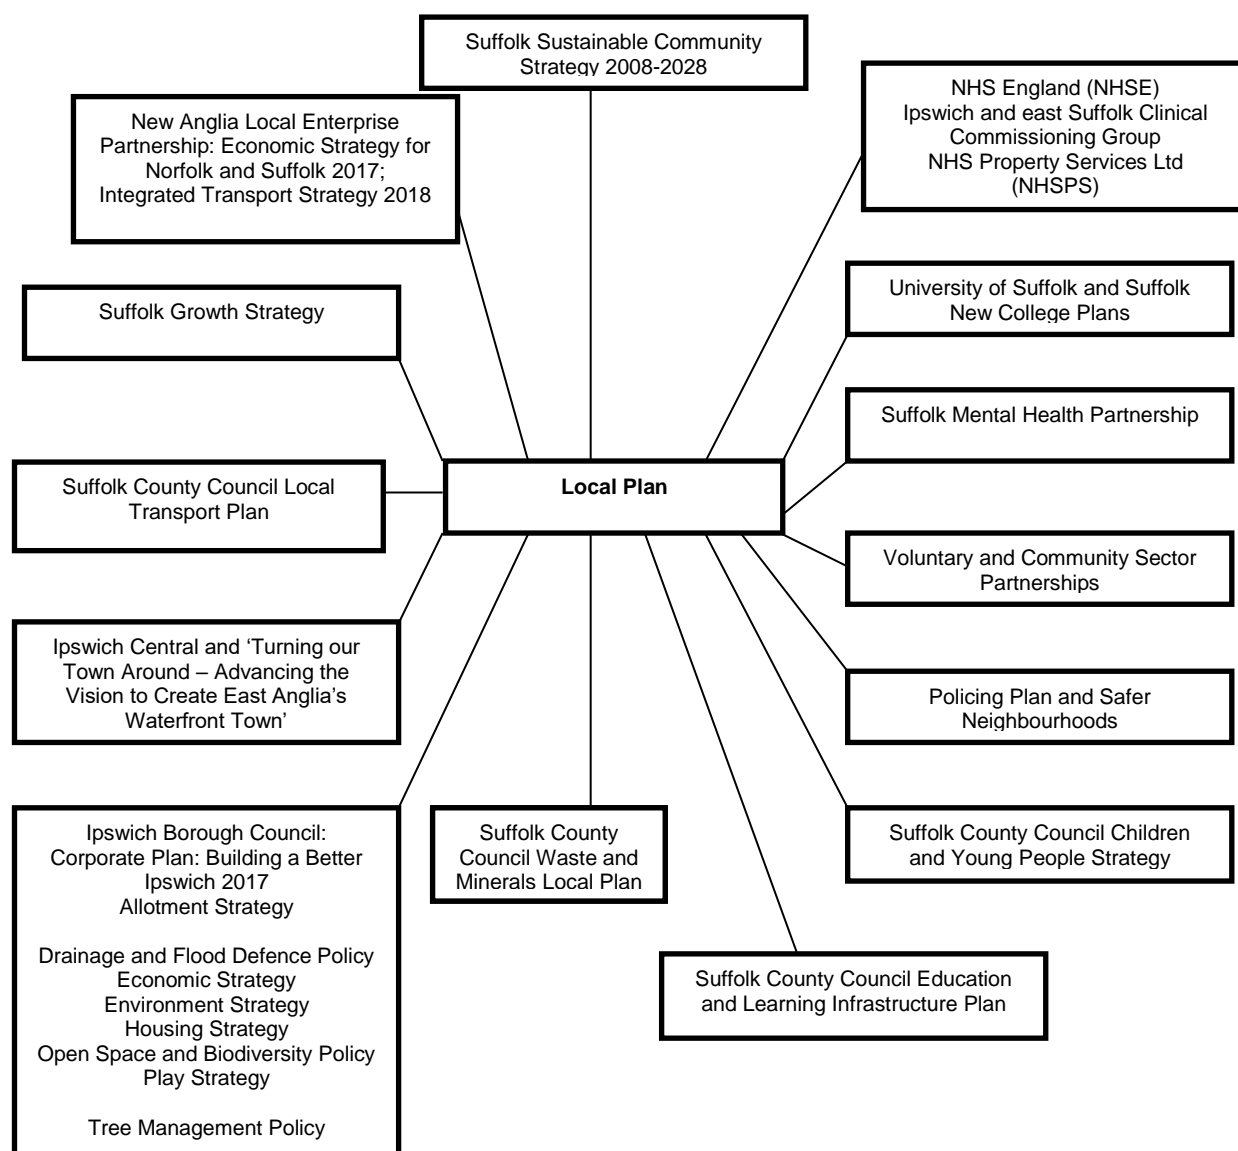 Suffolk Sustainable Community
Strategy 2008-2028
NHS England (NHSE)
Ipswich and east Suffolk Clinical
Commissioning Group
NHS Property Services Ltd
(NHSPS)
New Anglia Local Enterprise
Partnership: Economic Strategy for
Norfolk and Suffolk 2017;
Integrated Transport Strategy 2018
University of Suffolk and Suffolk
New College Plans
Suffolk Growth Strategy
Suffolk Mental Health Partnership
Suffolk County Council Local
Transport Plan
Local Plan
Voluntary and Community Sector
Partnerships
Ipswich Central and ‘Turning our
Town Around – Advancing the
Vision to Create East Anglia’s
Waterfront Town’
Policing Plan and Safer
Neighbourhoods
Ipswich Borough Council:
Corporate Plan: Building a Better
Ipswich 2017
Allotment Strategy
Drainage and Flood Defence Policy
Economic Strategy
Environment Strategy
Housing Strategy
Open Space and Biodiversity Policy
Play Strategy
Tree Management Policy
Suffolk County
Council Waste and
Minerals Local Plan
Suffolk County Council Children
and Young People Strategy
Suffolk County Council Education
and Learning Infrastructure Plan